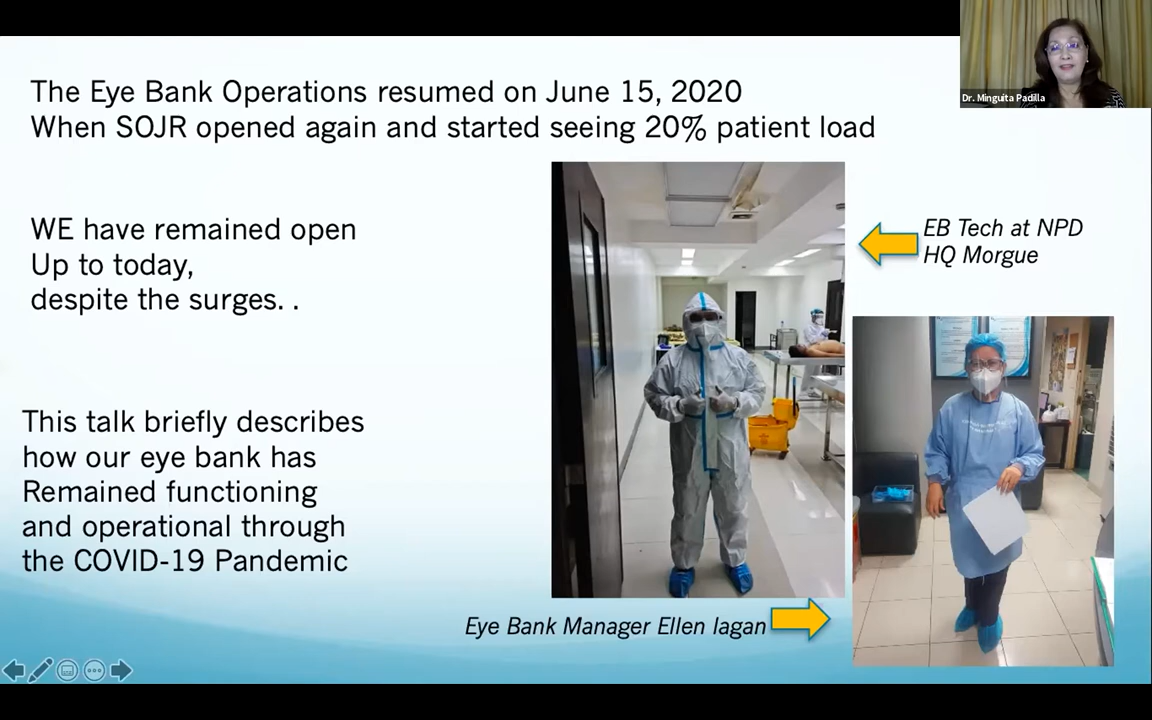 Dr. Minguita Padilla
The Eye Bank Operations resumed on June 15, 2020
When SOJR opened again and started seeing 20% patient load
WE have remained open
Up to today,
despite the surges. .
EB Tech at NPD
HQ Morgue
This talk briefly describes
how our eye bank has
Remained functioning
and operational through
the COVID-19 Pandemic
Eye Bank Manager Ellen Iagan